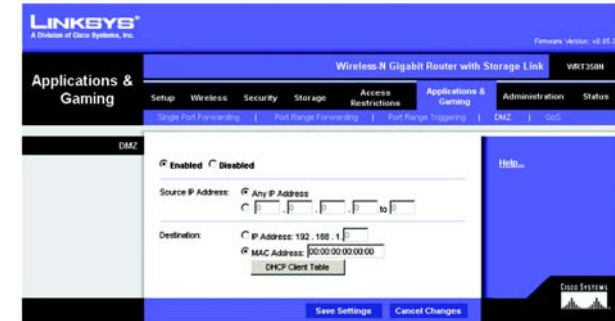 LINKSYS®
A Division of Cisco Systems, Inc.
Firmware Version: v0.05.3
Wireless-N Gigabit Router with Storage Link WRT350N
Applications & Gaming
Setup Wireless Security Storage Access Restrictions Applications & Gaming Administration Status
Single Port Forwarding | Port Range Forwarding | Port Range Triggering | DMZ | QoS
DMZ
Enabled Disabled
Help...
Source IP Address: Any IP Address
0 . 0 . 0 . 0 to 0
Destination: IP Address: 192 . 168 . 1. 0
MAC Address: 00:00:00:00:00:00
DHCP Client Table
CISCO SYSTEMS
Save Settings Cancel Changes